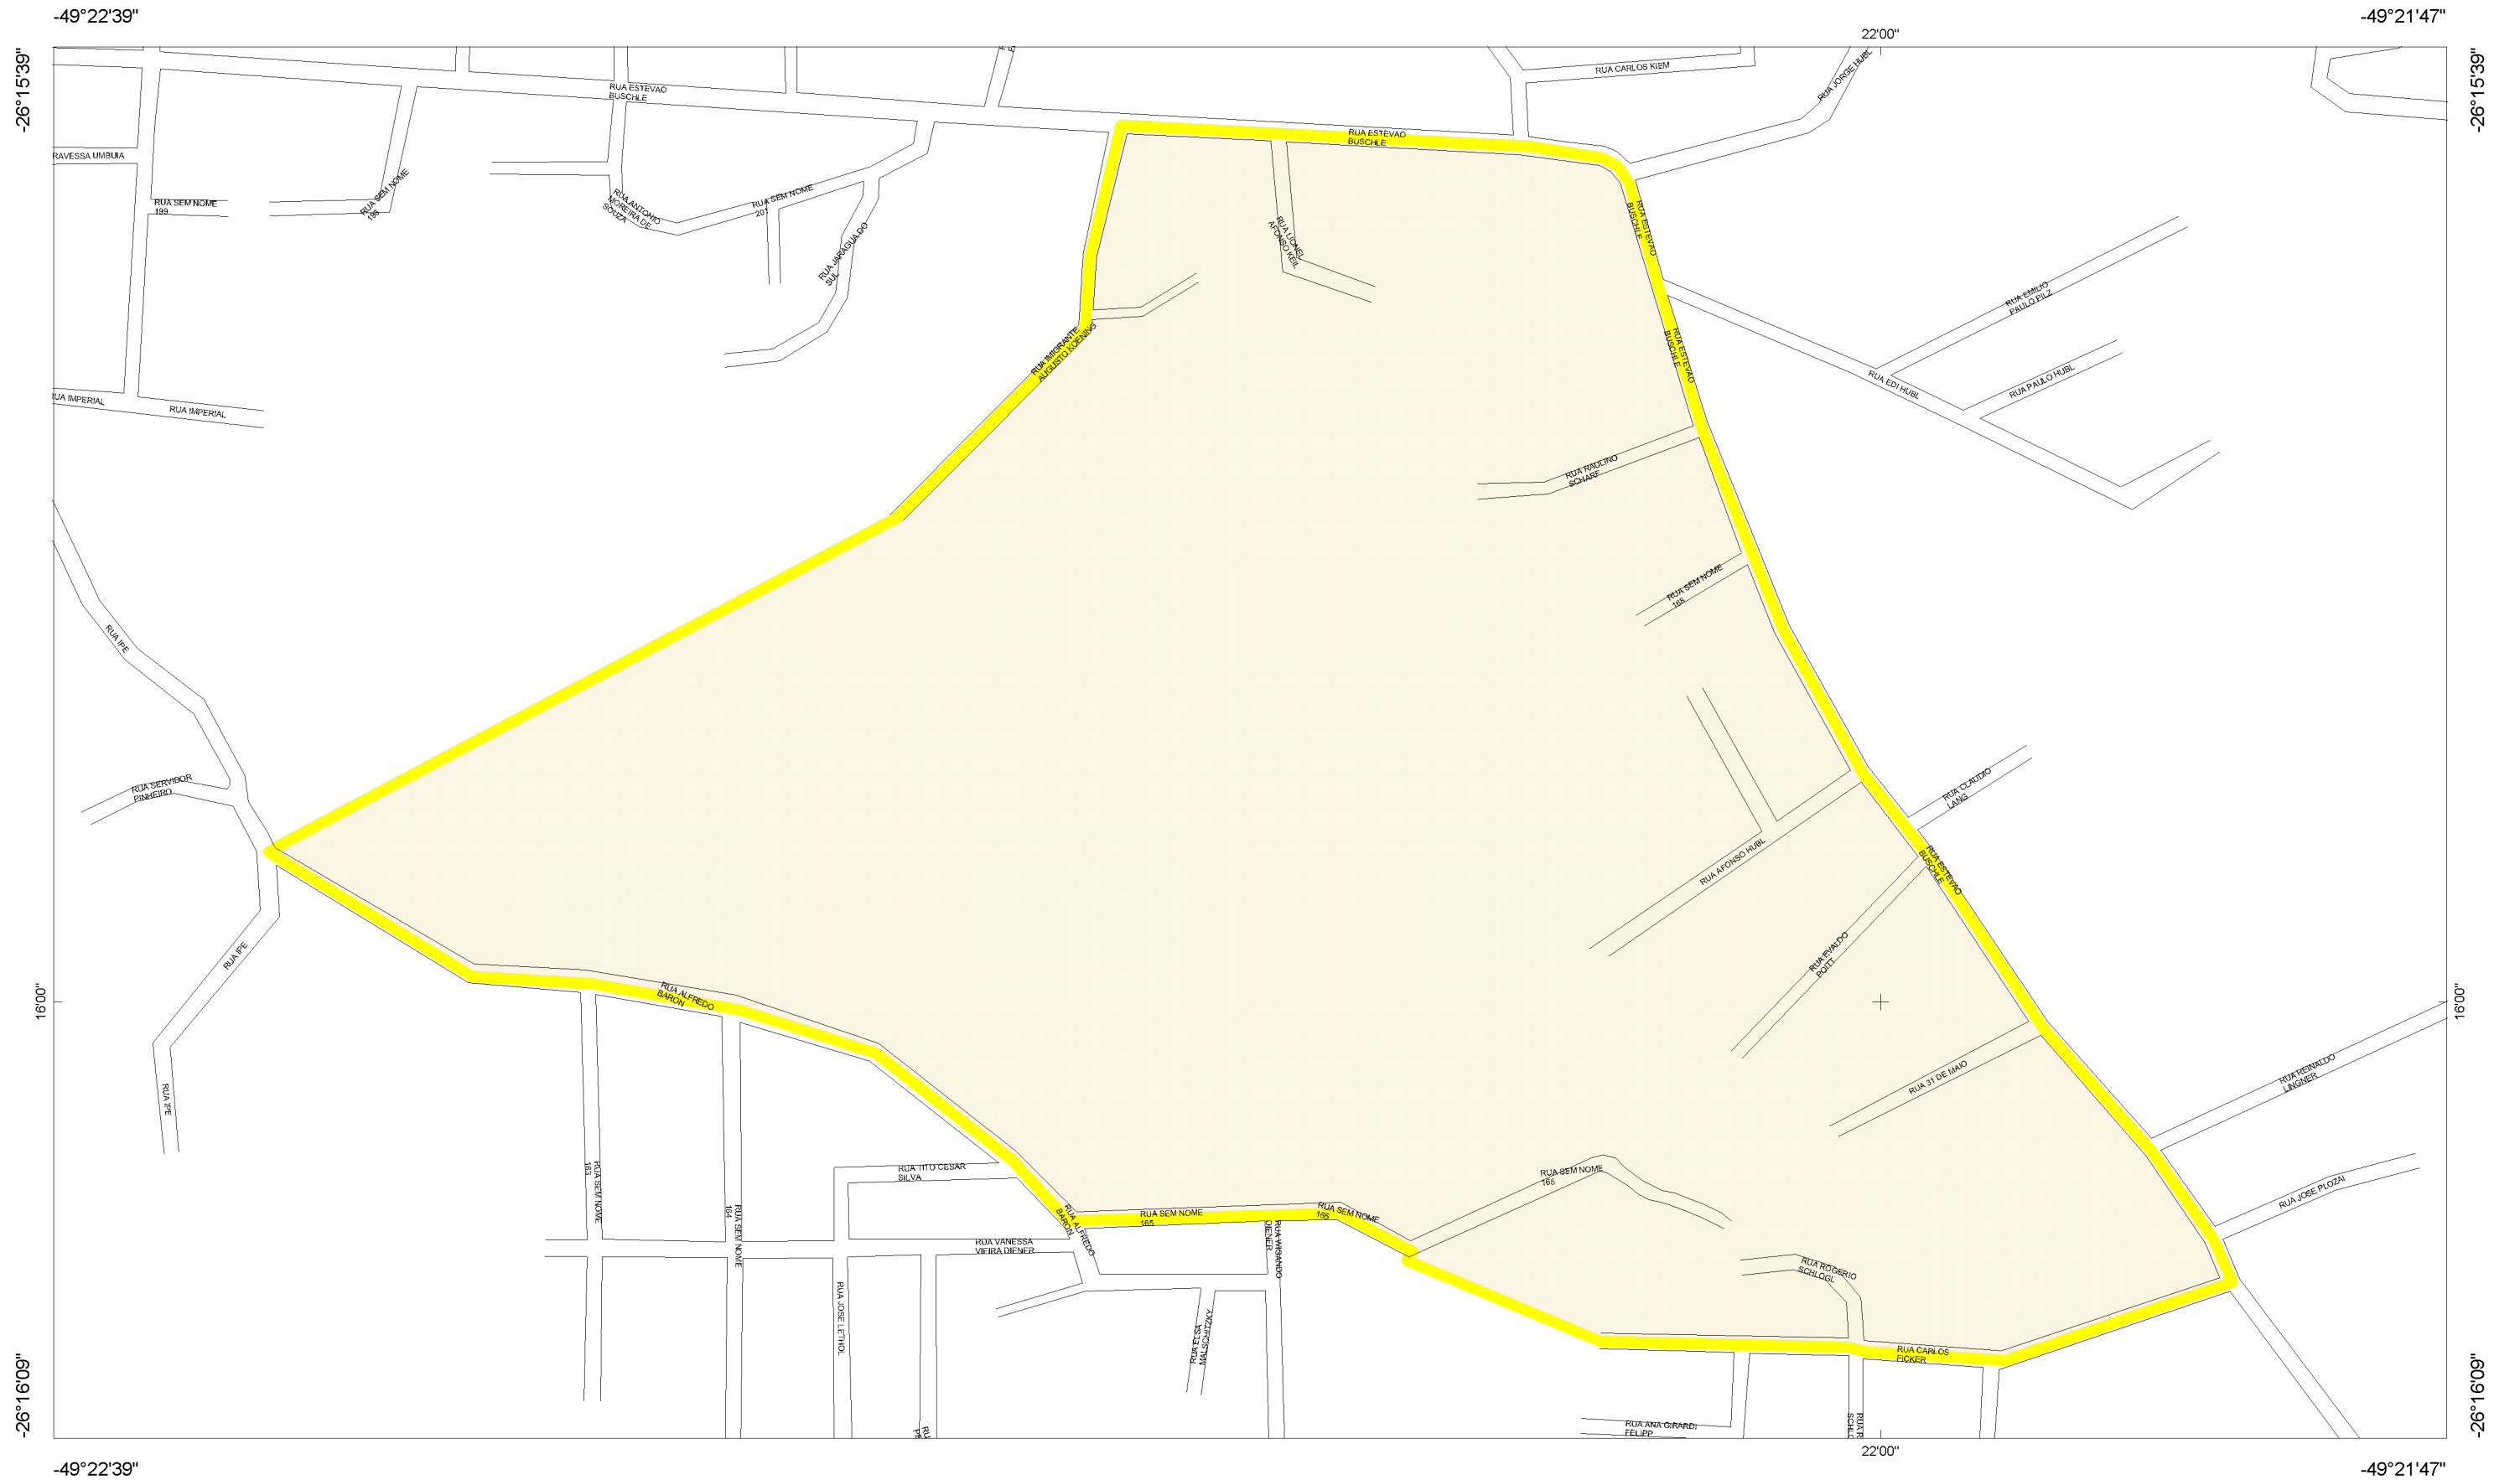 -49°22'39"
-49°21'47"
22'00"
-26°15'39"
-26°15'39"
RUA CARLOS KIEM
RUA JORGE HUBL
RUA ESTEVAO
BUSCHLE
RUA ESTEVAO
BUSCHLE
RAVESSA UMBUIA
RUA SEM NOME
199
RUA SEM NOME
198
RUA ANTONIO
MOREIRA DE
SOUZA
RUA SEM NOME
201
RUA JARAGUA DO
SUL
RUA LIONEL
AFONSO KEIL
RUA ESTEVAO
BUSCHLE
RUA EMILIO
PAULO PILZ
RUA IMIGRANTE
AUGUSTO KOENING
RUA ESTEVAO
BUSCHLE
RUA EDI HUBL
RUA PAULO HUBL
UA IMPERIAL
RUA IMPERIAL
RUA RAULINO
SCHARF
RUA SEM NOME
168
RUA IPE
RUA SERVIDOR
PINHEIRO
RUA CLAUDIO
LANG
RUA AFONSO HUBL
RUA ESTEVAO
BUSCHLE
RUA IPE
RUA EVALDO
POITT
RUA ALFREDO
BARON
16'00"
16'00"
RUA IPE
RUA 31 DE MAIO
RUA REINALDO
LINGNER
RUA SEM NOME
163
RUA TITO CESAR
SILVA
RUA SEM NOME
165
RUA JOSE PLOZAI
RUA SEM NOME
164
RUA ALFREDO
BARON
RUA SEM NOME
165
RUA SEM NOME
165
RUA VANESSA
VIEIRA DIENER
RUA WIGANDO
DIENER
RUA ROGERIO
SCHLOGL
RUA JOSE LETHOL
RUA ELSA
MALSCHITZKY
RUA CARLOS
FICKER
RUA ANA GIRARDI
FELIPP
RUA R
SCHLO
RU
PE
-26°16'09"
-26°16'09"
22'00"
-49°22'39"
-49°21'47"